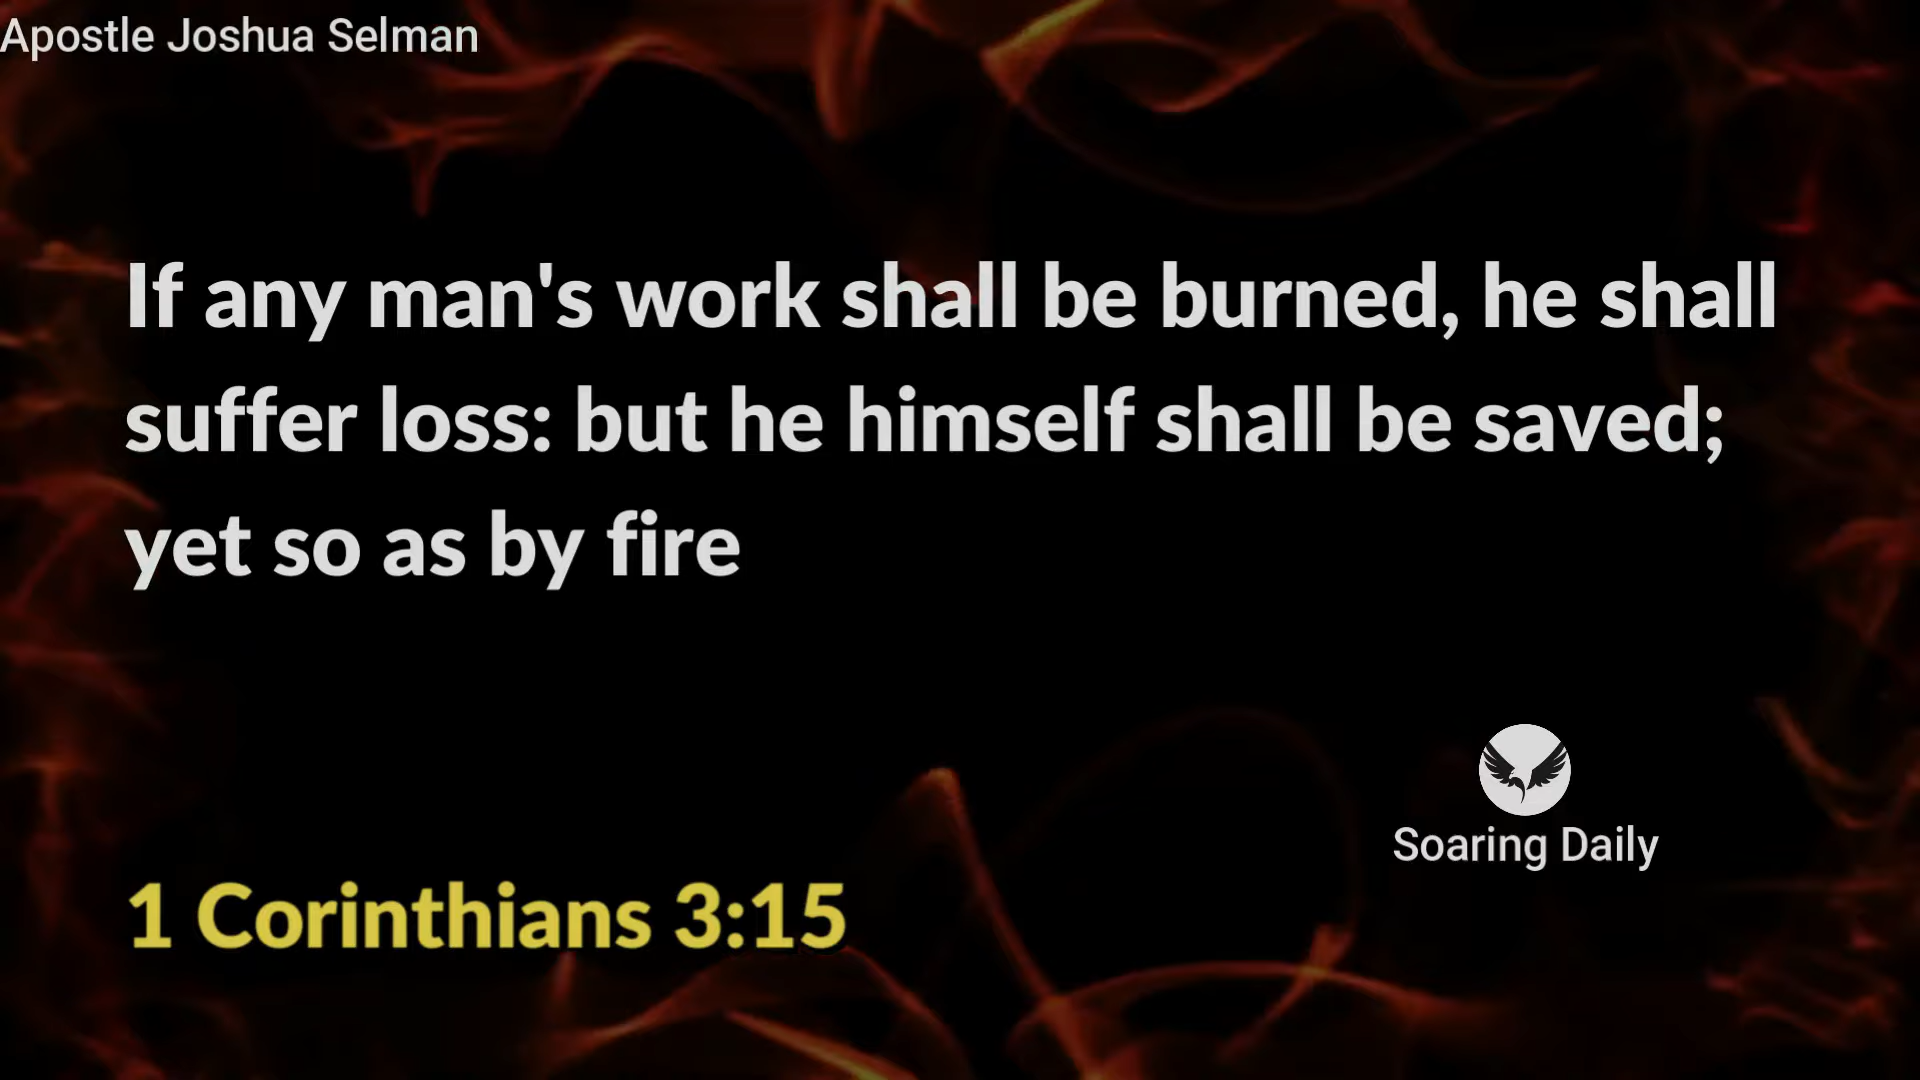 Apostle Joshua Selman
If any man's work shall be burned, he shall
suffer loss: but he himself shall be saved;
yet so as by fire
Soaring Daily
1 Corinthians 3:15